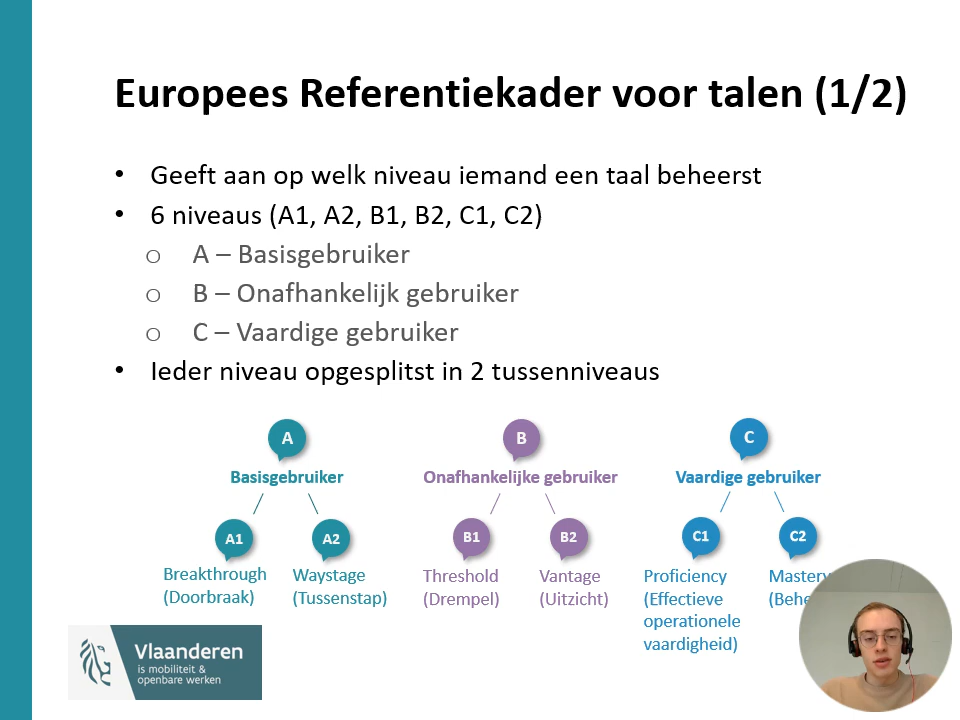 Europees Referentiekader voor talen (1/2)
• Geeft aan op welk niveau iemand een taal beheerst
• 6 niveaus (A1, A2, B1, B2, C1, C2)
o A – Basisgebruiker
o B – Onafhankelijk gebruiker
o C – Vaardige gebruiker
• Ieder niveau opgesplitst in 2 tussenniveaus
A
Basisgebruiker
A1
Breakthrough
(Doorbraak)
A2
Waystage
(Tussenstap)
B
Onafhankelijke gebruiker
B1
Threshold
(Drempel)
B2
Vantage
(Uitzicht)
C
Vaardige gebruiker
C1
Proficiency
(Effectieve
operationele
vaardigheid)
C2
Mastery
Vlaanderen
is mobiliteit &
openbare werken